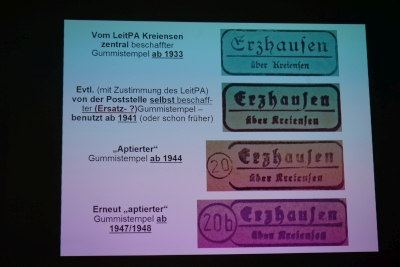 Vom LeitPA Kreiensen
zentral beschaffter
Gummistempel ab 1933
Erzhausen
über Kreiensen
Evtl. (mit Zustimmung des LeitPA)
von der Poststelle selbst beschaff-
ter (Ersatz- ?)Gummistempel –
benutzt ab 1941 (oder schon früher)
Erzhausen
über Kreiensen
„Aptierter"
Gummistempel ab 1944
20
Erzhausen
über Kreiensen
Erneut „aptierter"
Gummistempel ab
1947/1948
20b
Erzhausen
über Kreiensen